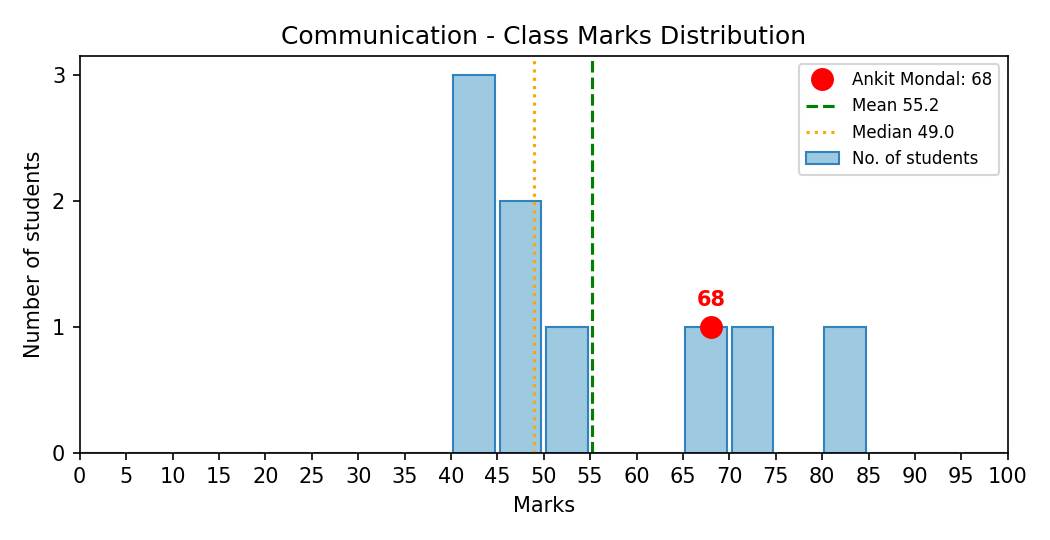 Communication - Class Marks Distribution
Number of students
3
2
1
0
Ankit Mondal: 68
Mean 55.2
Median 49.0
No. of students
68
0 5 10 15 20 25 30 35 40 45 50 55 60 65 70 75 80 85 90 95 100
Marks